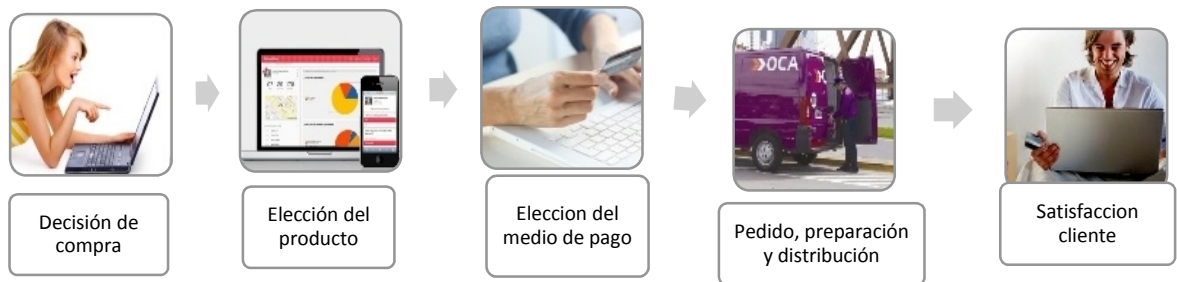 OCA
Decisión de
compra
Elección del
producto
Eleccion del
medio de pago
Pedido, preparación
y distribución
Satisfaccion
cliente